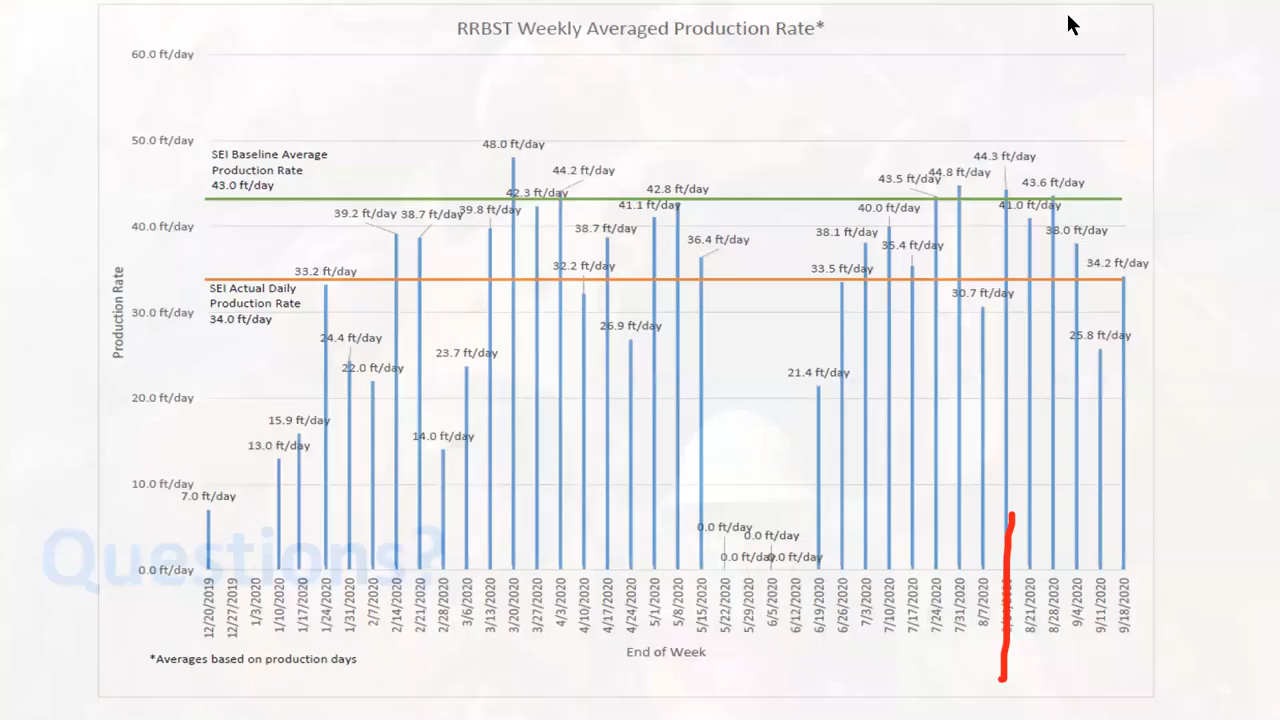 RRBST Weekly Averaged Production Rate*
60.0 ft/day
50.0 ft/day
40.0 ft/day
30.0 ft/day
20.0 ft/day
10.0 ft/day
0.0 ft/day
Production Rate
SEI Baseline Average
Production Rate
43.0 ft/day
SEI Actual Daily
Production Rate
34.0 ft/day
7.0 ft/day
13.0 ft/day
15.9 ft/day
33.2 ft/day
24.4 ft/day
22.0 ft/day
39.2 ft/day
38.7 ft/day
14.0 ft/day
23.7 ft/day
39.8 ft/day
48.0 ft/day
42.3 ft/day
44.2 ft/day
32.2 ft/day
38.7 ft/day
26.9 ft/day
41.1 ft/day
42.8 ft/day
36.4 ft/day
0.0 ft/day
0.0 ft/day
0.0 ft/day
0.0 ft/day
21.4 ft/day
33.5 ft/day
38.1 ft/day
40.0 ft/day
35.4 ft/day
43.5 ft/day
44.8 ft/day
30.7 ft/day
44.3 ft/day
41.0 ft/day
43.6 ft/day
38.0 ft/day
25.8 ft/day
34.2 ft/day
12/20/2019
12/27/2019
1/3/2020
1/10/2020
1/17/2020
1/24/2020
1/31/2020
2/7/2020
2/14/2020
2/21/2020
2/28/2020
3/6/2020
3/13/2020
3/20/2020
3/27/2020
4/3/2020
4/10/2020
4/17/2020
4/24/2020
5/1/2020
5/8/2020
5/15/2020
5/22/2020
5/29/2020
6/5/2020
6/12/2020
6/19/2020
6/26/2020
7/3/2020
7/10/2020
7/17/2020
7/24/2020
7/31/2020
8/7/2020
8/21/2020
8/28/2020
9/4/2020
9/11/2020
9/18/2020
End of Week
*Averages based on production days
Questions?